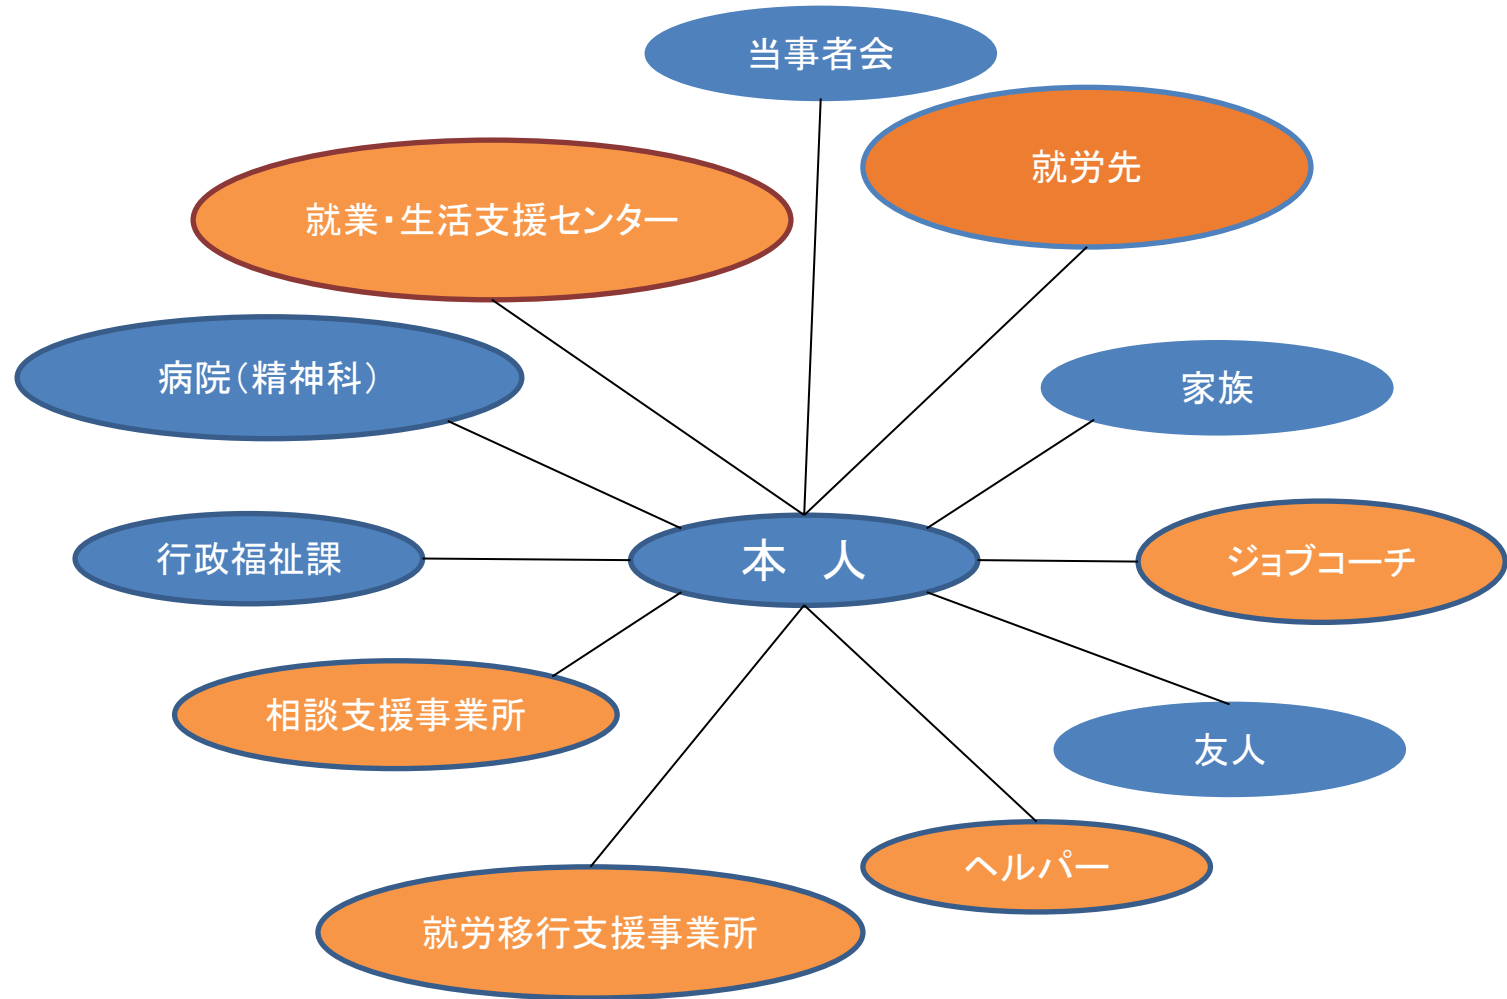 当事者会
就労先
就業・生活支援センター
病院（精神科）
家族
行政福祉課
本　人
ジョブコーチ
相談支援事業所
友人
ヘルパー
就労移行支援事業所